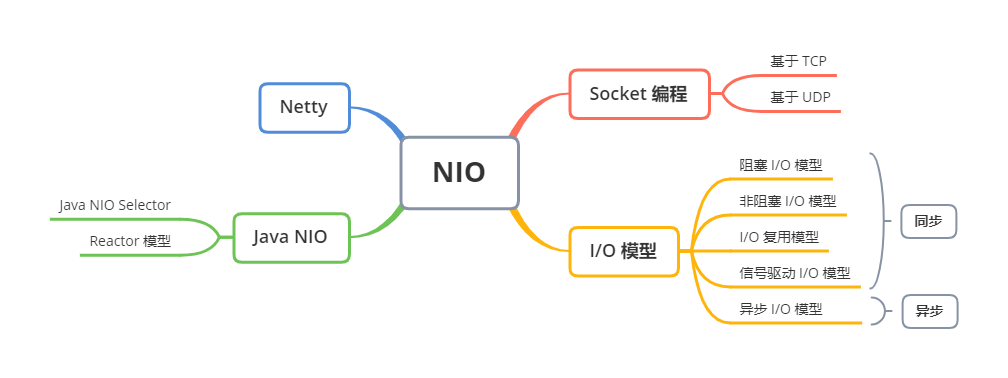 NIO
Socket 编程
基于 TCP
基于 UDP
I/O 模型
阻塞 I/O 模型
非阻塞 I/O 模型
I/O 复用模型
信号驱动 I/O 模型
同步
异步 I/O 模型
异步
Netty
Java NIO
Java NIO Selector
Reactor 模型